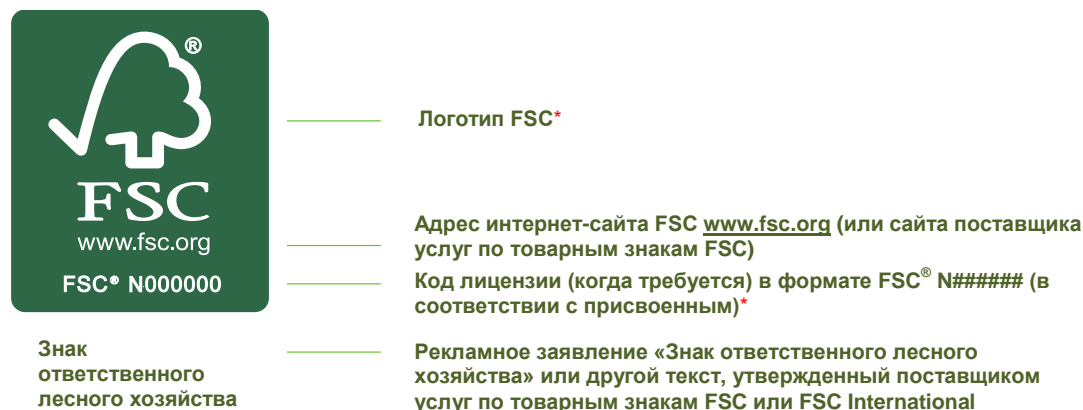 ®
FSC
www.fsc.org
FSC® N000000
Знак
ответственного
лесного хозяйства
Логотип FSC*
Адрес интернет-сайта FSC www.fsc.org (или сайта поставщика
услуг по товарным знакам FSC)
Код лицензии (когда требуется) в формате FSC® N###### (в
соответствии с присвоенным)*
Рекламное заявление «Знак ответственного лесного
хозяйства» или другой текст, утвержденный поставщиком
услуг по товарным знакам FSC или FSC International